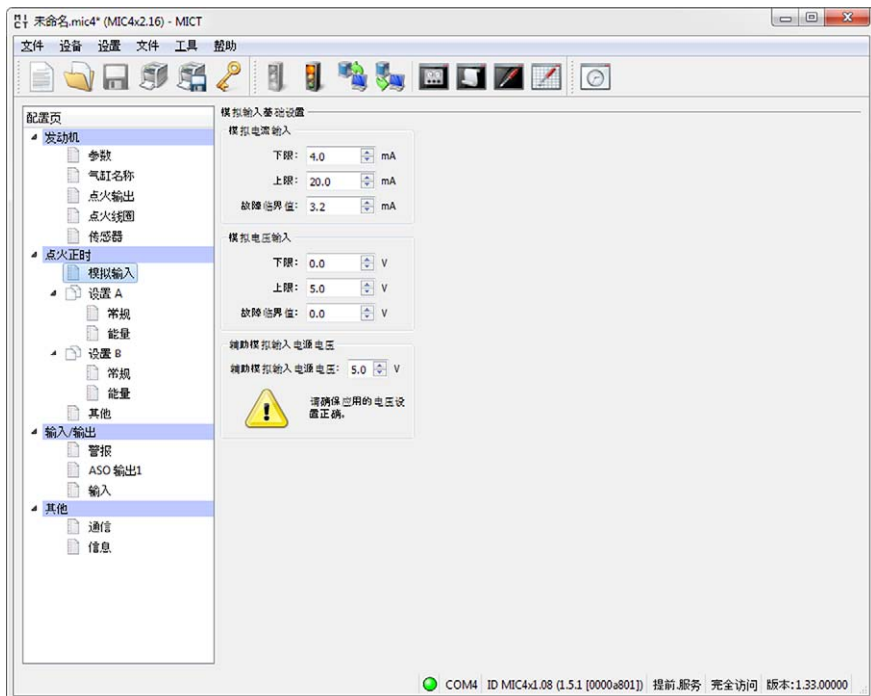 未命名.mic4* (MIC4x2.16) - MICT
文件 设备 设置 文件 工具 帮助
配置页
发动机
参数
气缸名称
点火输出
点火线圈
传感器
点火正时
模拟输入
设置 A
常规
能量
设置 B
常规
能量
其他
输入/输出
警报
ASO 输出1
输入
其他
通信
信息
模拟输入基础设置
模拟电流输入
下限: 4.0 mA
上限: 20.0 mA
故障临界值: 3.2 mA
模拟电压输入
下限: 0.0 V
上限: 5.0 V
故障临界值: 0.0 V
辅助模拟输入电源电压
辅助模拟输入电源电压: 5.0 V
请确保应用的电压设
置正确。
COM4 ID MIC4x1.08 (1.5.1 [0000a801]) 提前.服务 完全访问 版本:1.33.00000